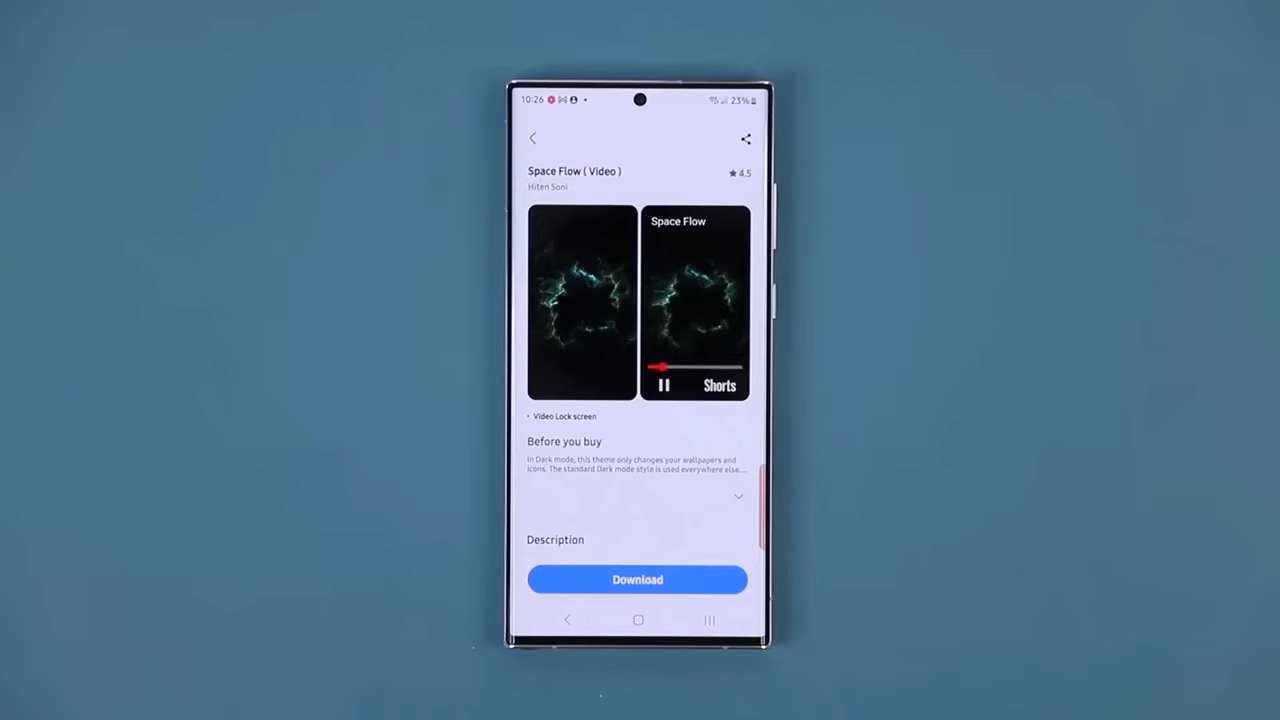 10:26
23%
Space Flow ( Video )
4.5
Hiten Soni
Space Flow
Shorts
• Video Lock screen
Before you buy
In Dark mode, this theme only changes your wallpapers and
icons. The standard Dark mode style is used everywhere else...
Description
Download